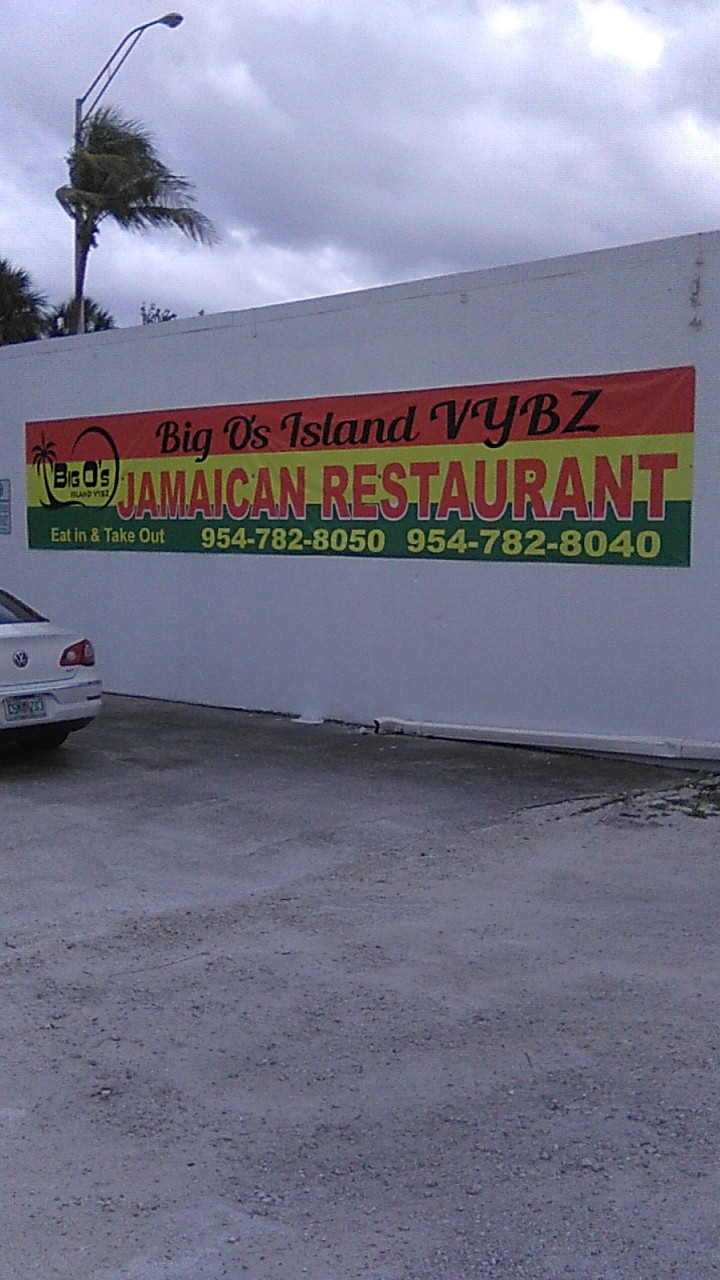 Big O's Island VYBZ
Big O's
ISLAND VYBZ
JAMAICAN RESTAURANT
Eat in & Take Out 954-782-8050 954-782-8040